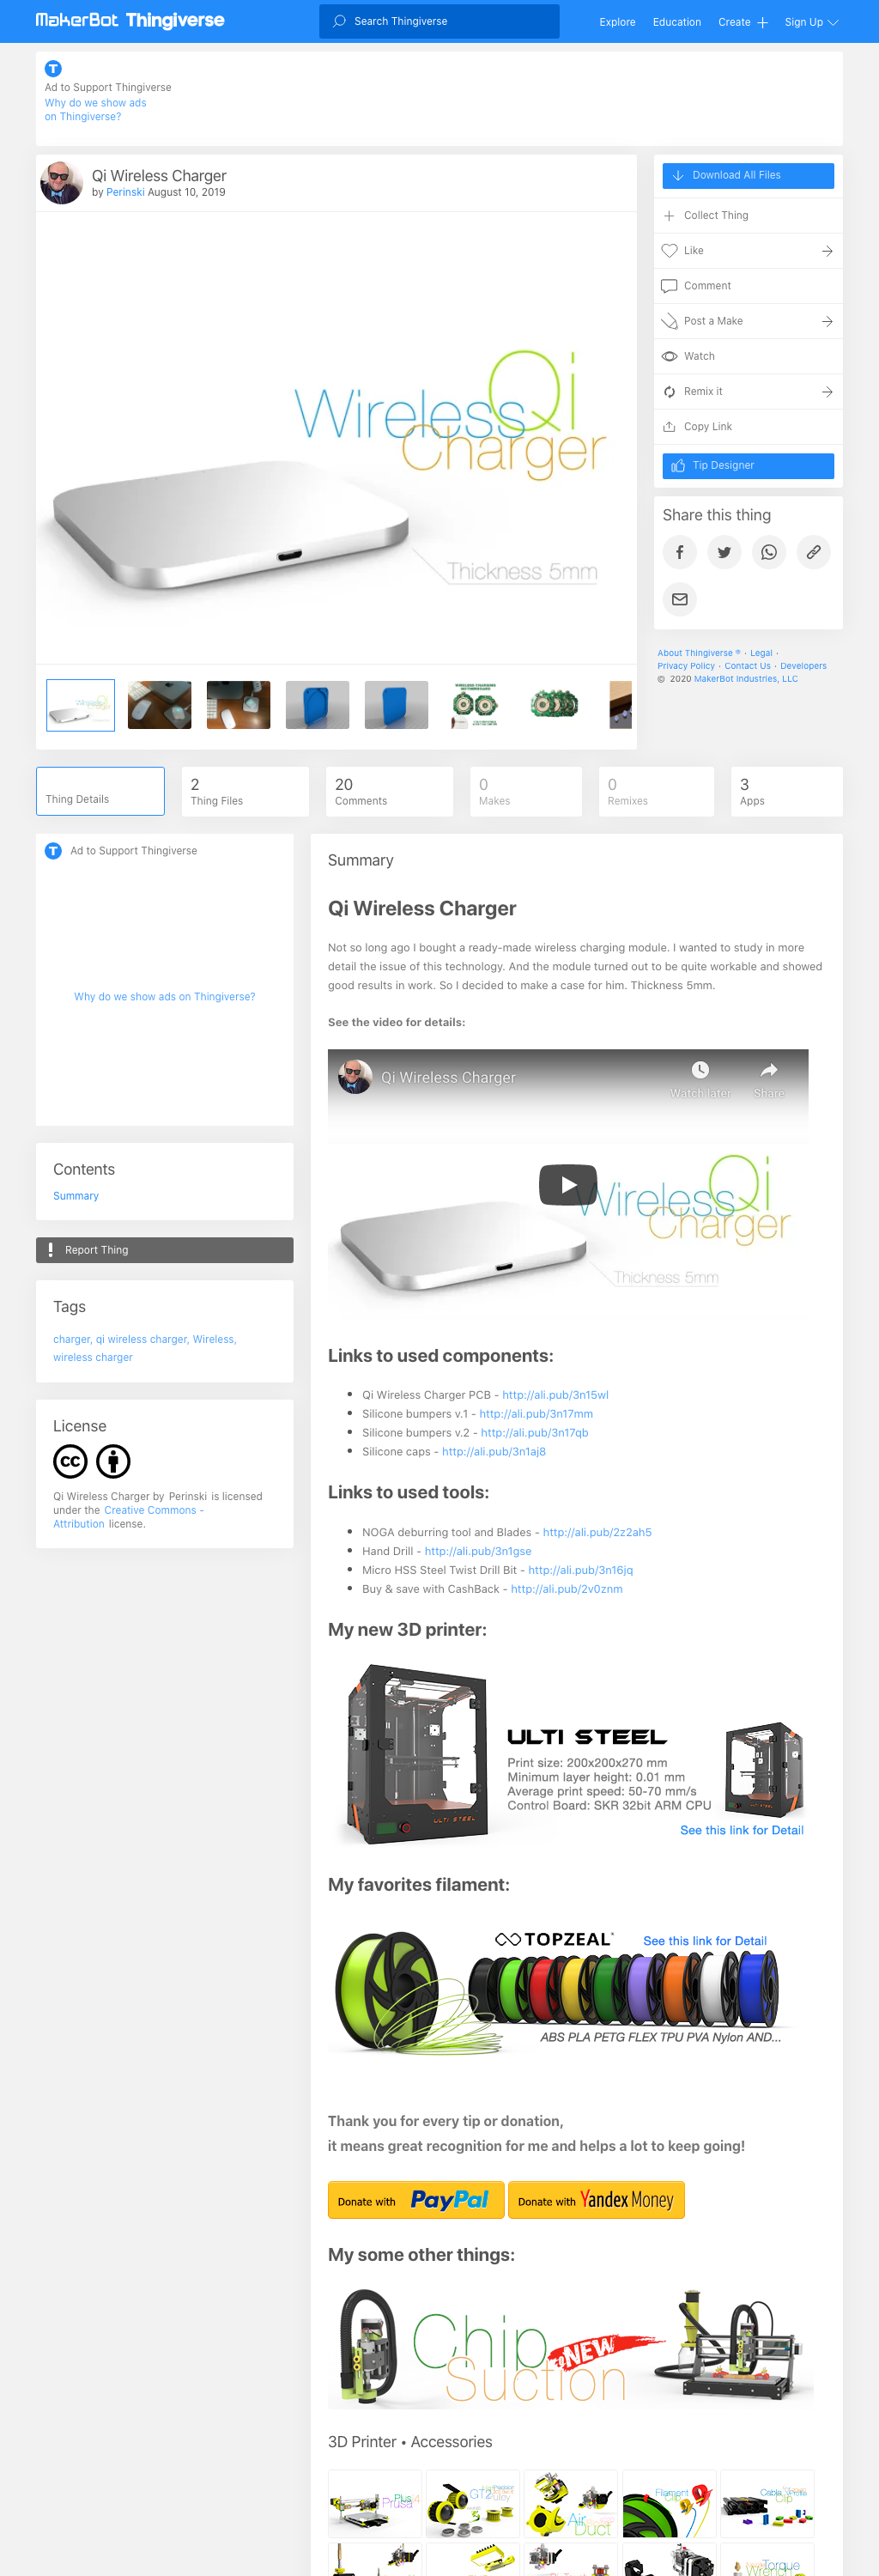 MakerBot Thingiverse
Search Thingiverse
Explore
Education
Create
Sign Up
Ad to Support Thingiverse
Why do we show ads
on Thingiverse?
Qi Wireless Charger
by Perinski August 10, 2019
Wireless Qi
Charger
Thickness 5mm
Download All Files
Collect Thing
Like
Comment
Post a Make
Watch
Remix it
Copy Link
Tip Designer
Share this thing
About Thingiverse ® · Legal ·
Privacy Policy · Contact Us · Developers
© 2020 MakerBot Industries, LLC
Thing Details
2
Thing Files
20
Comments
0
Makes
0
Remixes
3
Apps
Ad to Support Thingiverse
Why do we show ads on Thingiverse?
Contents
Summary
Report Thing
Tags
charger, qi wireless charger, Wireless,
wireless charger
License
Qi Wireless Charger by Perinski is licensed
under the Creative Commons -
Attribution license.
Summary
Qi Wireless Charger
Not so long ago I bought a ready-made wireless charging module. I wanted to study in more
detail the issue of this technology. And the module turned out to be quite workable and showed
good results in work. So I decided to make a case for him. Thickness 5mm.
See the video for details:
Qi Wireless Charger
Watch later
Share
Wireless Qi
Charger
Thickness 5mm
Links to used components:
Qi Wireless Charger PCB - http://ali.pub/3n15wl
Silicone bumpers v.1 - http://ali.pub/3n17mm
Silicone bumpers v.2 - http://ali.pub/3n17qb
Silicone caps - http://ali.pub/3n1aj8
Links to used tools:
NOGA deburring tool and Blades - http://ali.pub/2z2ah5
Hand Drill - http://ali.pub/3n1gse
Micro HSS Steel Twist Drill Bit - http://ali.pub/3n16jq
Buy & save with CashBack - http://ali.pub/2v0znm
My new 3D printer:
ULTI STEEL
Print size: 200x200x270 mm
Minimum layer height: 0.01 mm
Average print speed: 50-70 mm/s
Control Board: SKR 32bit ARM CPU
See this link for Detail
ULTI STEEL
My favorites filament:
TOPZEAL
See this link for Detail
ABS PLA PETG FLEX TPU PVA Nylon AND...
Thank you for every tip or donation,
it means great recognition for me and helps a lot to keep going!
Donate with PayPal
Donate with Yandex Money
My some other things:
Chip
Suction
NEW
3D Printer • Accessories
Plus
Prusa
GT2
Air
Duct
Filament
Clip
Cable
Clip
Torque
Wrench